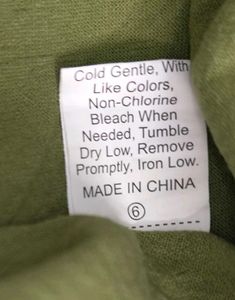 Cold Gentle, With
Like Colors,
Non-Chlorine
Bleach When
Needed, Tumble
Dry Low, Remove
Promptly, Iron Low.
MADE IN CHINA
6